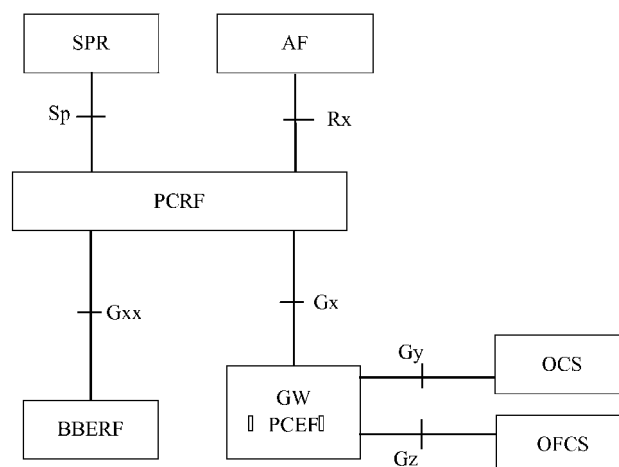 SPR
AF
Sp
Rx
PCRF
Gxx
Gx
Gy
OCS
GW
▯ PCEF▯
BBERF
Gz
OFCS